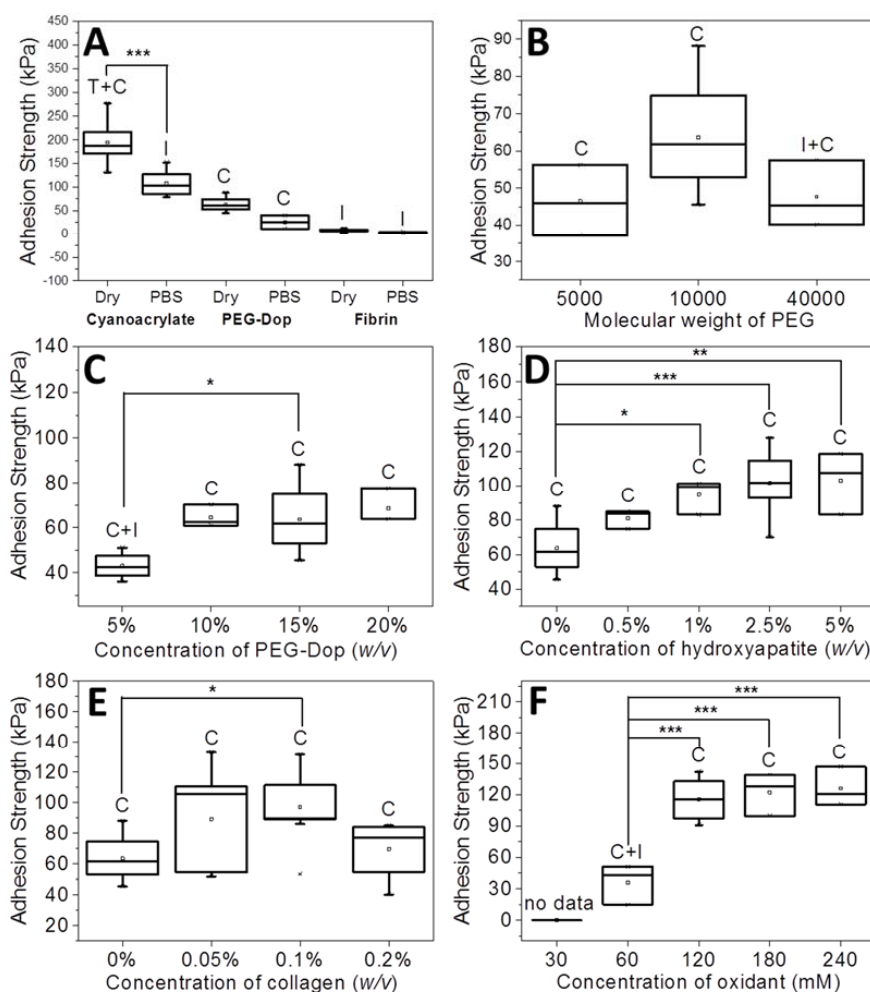 A
Adhesion Strength (kPa)
450
400
350
300
250
200
150
100
50
0
-50
-100
T+C
***
I
C
C
I
I
Dry PBS Dry PBS Dry PBS
Cyanoacrylate PEG-Dop Fibrin
B
Adhesion Strength (kPa)
90
80
70
60
50
40
30
C
C
I+C
5000 10000 40000
Molecular weight of PEG
C
Adhesion Strength (kPa)
140
120
100
80
60
40
*
C+I
C
C
C
5% 10% 15% 20%
Concentration of PEG-Dop (w/v)
D
Adhesion Strength (kPa)
180
160
140
120
100
80
60
40
**
***
*
C
C
C
C
C
0% 0.5% 1% 2.5% 5%
Concentration of hydroxyapatite (w/v)
E
Adhesion Strength (kPa)
180
160
140
120
100
80
60
40
20
*
C
C
C
C
0% 0.05% 0.1% 0.2%
Concentration of collagen (w/v)
F
Adhesion Strength (kPa)
210
180
150
120
90
60
30
0
***
***
***
no data
C+I
C
C
C
30 60 120 180 240
Concentration of oxidant (mM)